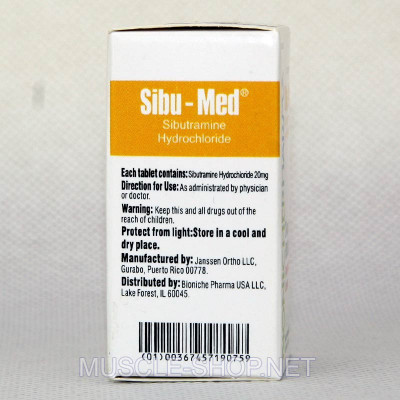 Sibu - Med®
Sibutramine
Hydrochloride
Each tablet contains: Sibutramine Hydrochloride 20mg
Direction for Use: As administrated by physician
or doctor.
Warning: Keep this and all drugs out of the
reach of children.
Protect from light:Store in a cool and
dry place.
Manufactured by: Janssen Ortho LLC,
Gurabo, Puerto Rico 00778.
Distributed by: Bioniche Pharma USA LLC,
Lake Forest, IL 60045.
(01)00367457190759
MUSCLE-SHOP.NET